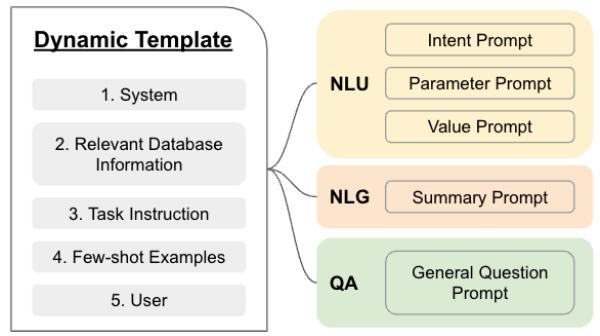 Dynamic Template
1. System
2. Relevant Database
Information
3. Task Instruction
4. Few-shot Examples
5. User
NLU
Intent Prompt
Parameter Prompt
Value Prompt
NLG
Summary Prompt
QA
General Question
Prompt